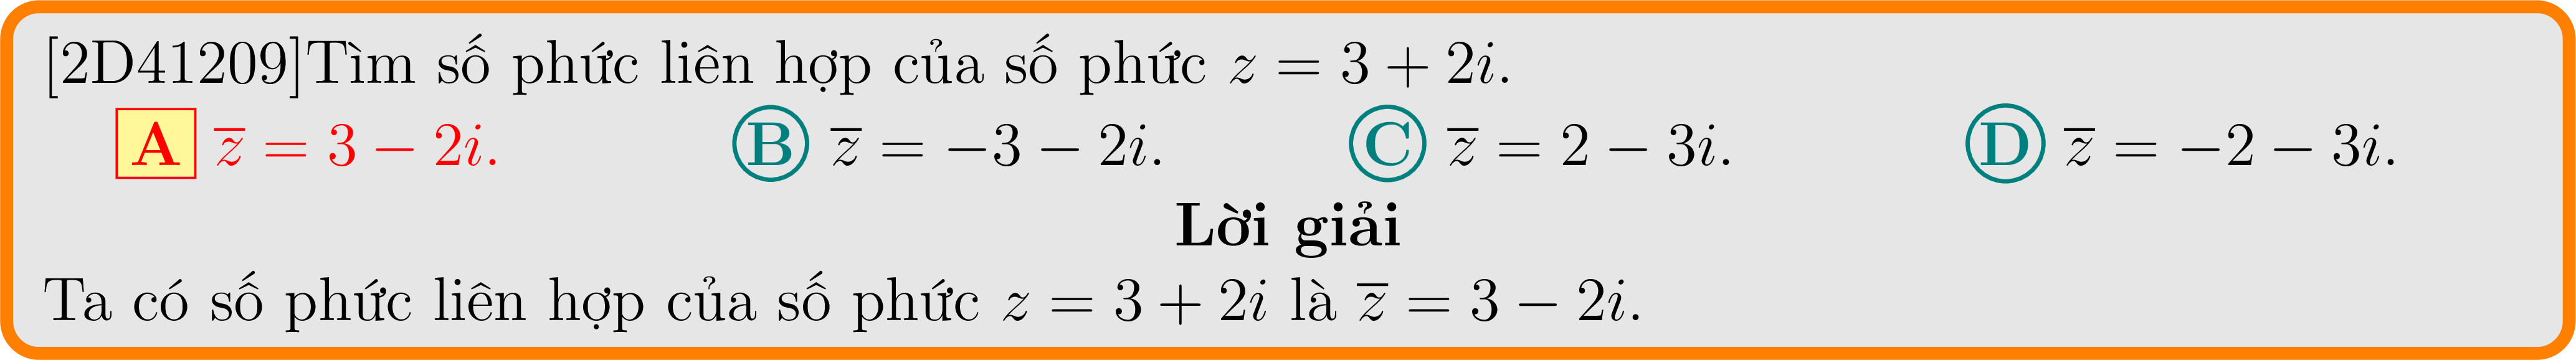 [2D41209]Tìm số phức liên hợp của số phức z = 3 + 2i.
A z̅ = 3 − 2i. B z̅ = −3 − 2i. C z̅ = 2 − 3i. D z̅ = −2 − 3i.
Lời giải
Ta có số phức liên hợp của số phức z = 3 + 2i là z̅ = 3 − 2i.